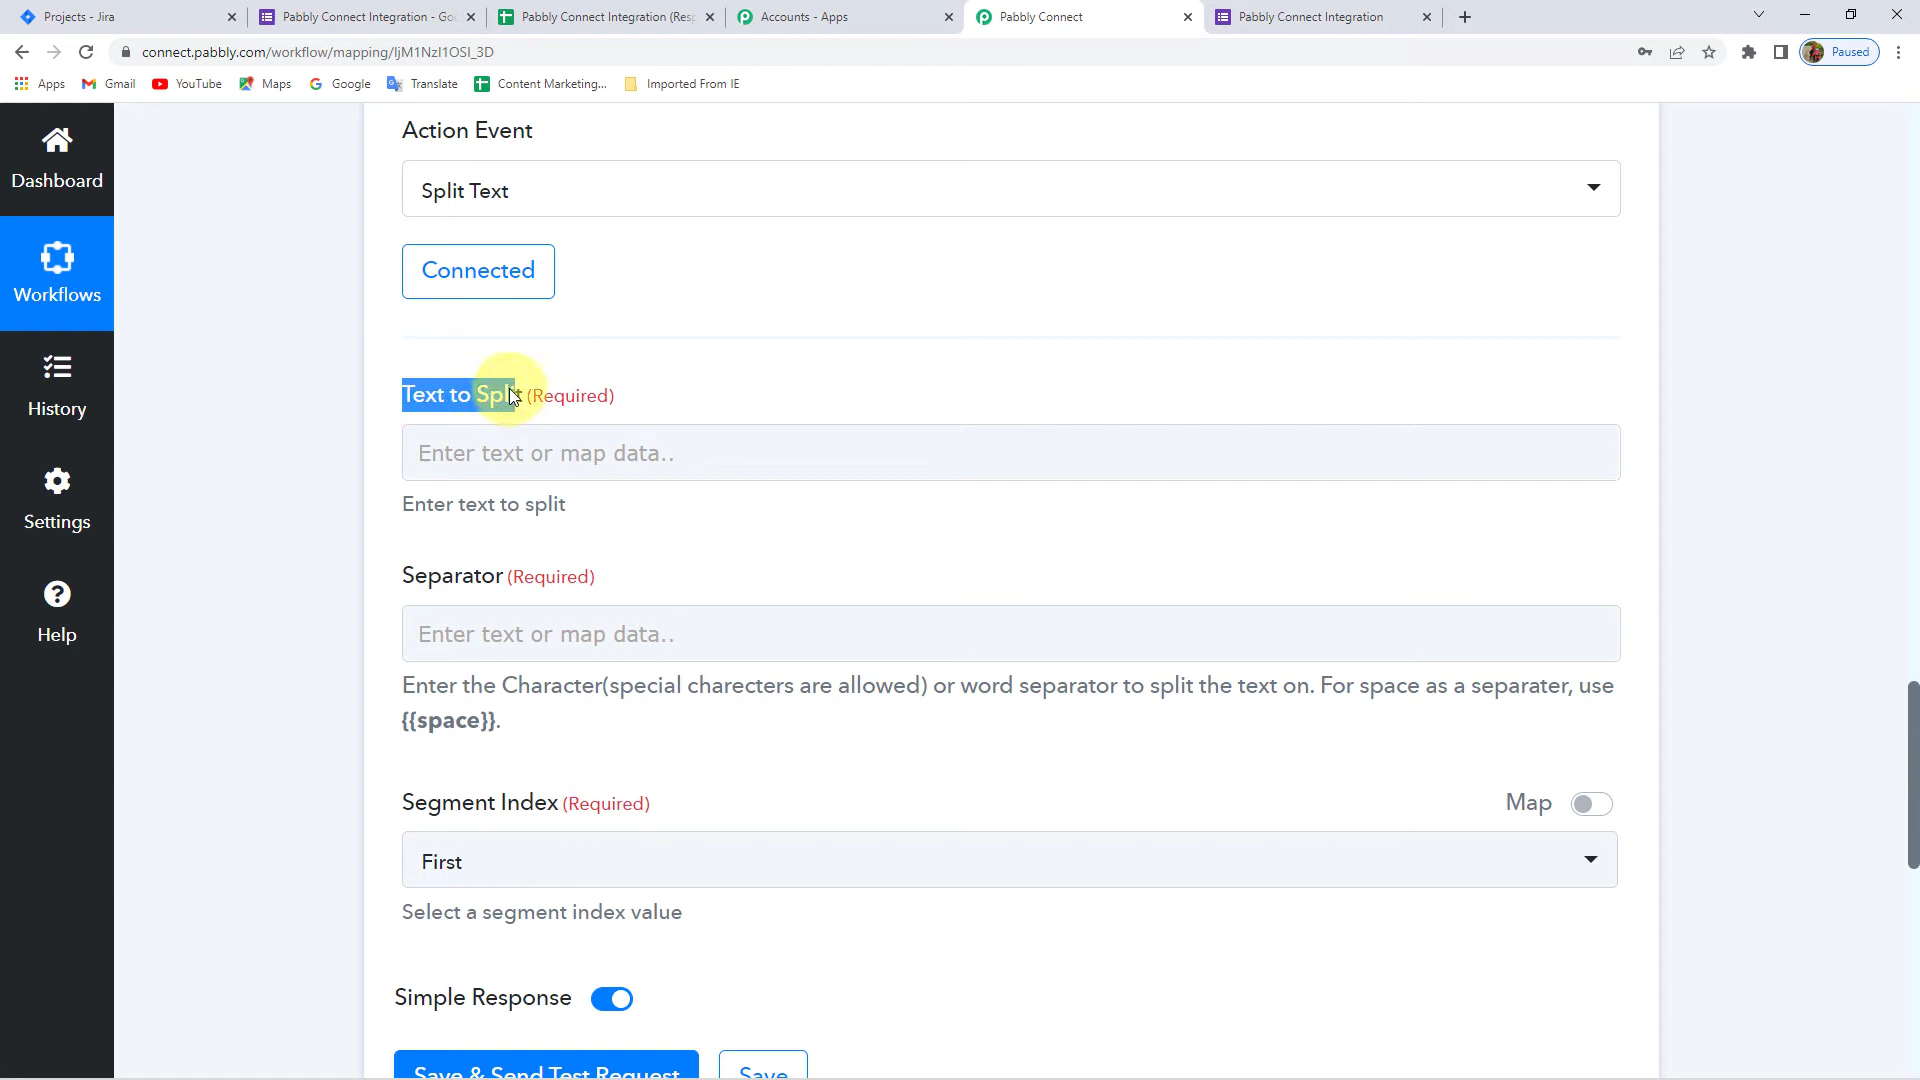 Projects - Jira
Pabbly Connect Integration - Goo
Pabbly Connect Integration (Resp
Accounts - Apps
Pabbly Connect
Pabbly Connect Integration
connect.pabbly.com/workflow/mapping/IjM1NzI1OSI_3D
Paused
Apps
Gmail
YouTube
Maps
Google
Translate
Content Marketing...
Imported From IE
Dashboard
Workflows
History
Settings
Help
Action Event
Split Text
Connected
Text to Split (Required)
Enter text or map data..
Enter text to split
Separator (Required)
Enter text or map data..
Enter the Character(special charecters are allowed) or word separator to split the text on. For space as a separater, use
{{space}}.
Segment Index (Required)
Map
First
Select a segment index value
Simple Response
Save & Send Test Request
Save